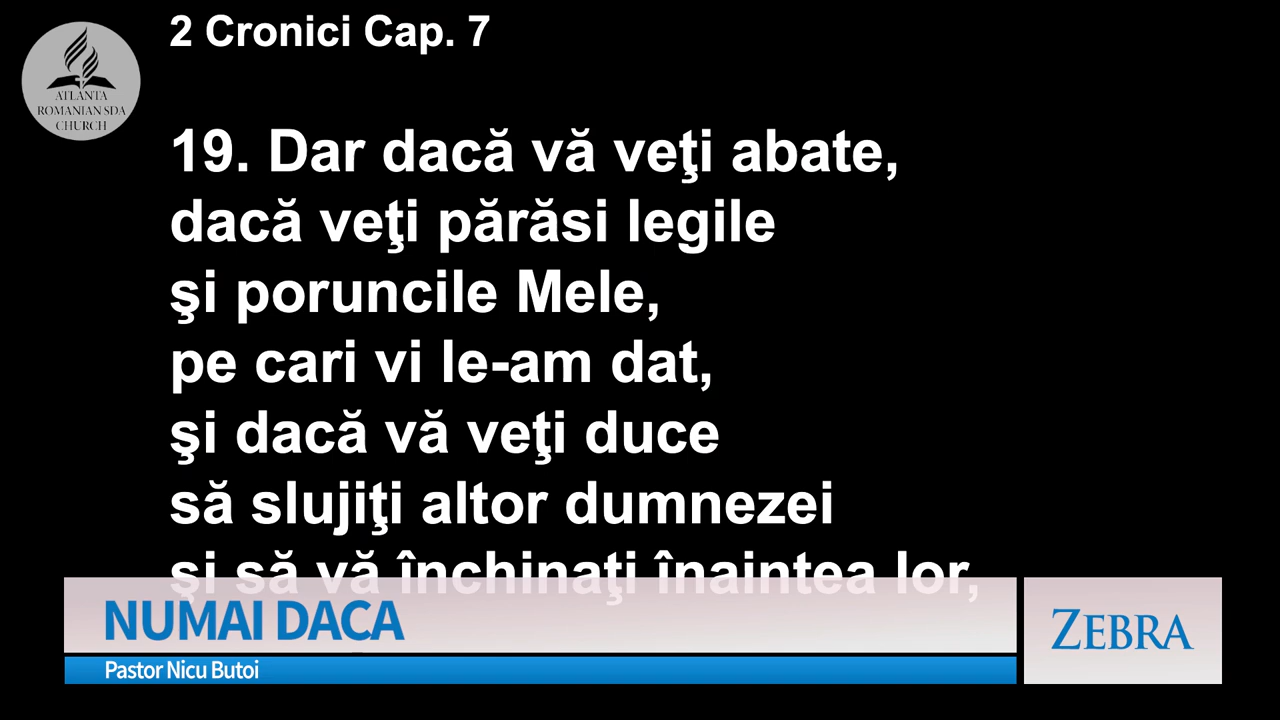 2 Cronici Cap. 7
ATLANTA
ROMANIAN SDA
CHURCH
19. Dar dacă vă veţi abate,
dacă veţi părăsi legile
şi poruncile Mele,
pe cari vi le-am dat,
şi dacă vă veţi duce
să slujiţi altor dumnezei
şi să vă închinaţi înaintea lor,
NUMAI DACA
Pastor Nicu Butoi
ZEBRA